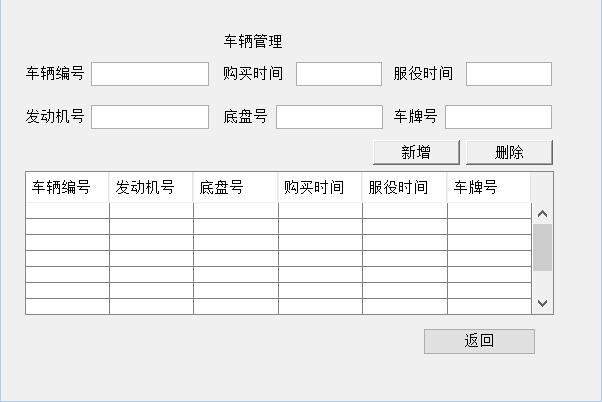 车辆管理
车辆编号 购买时间 服役时间
发动机号 底盘号 车牌号
新增 删除
车辆编号 发动机号 底盘号 购买时间 服役时间 车牌号
返回